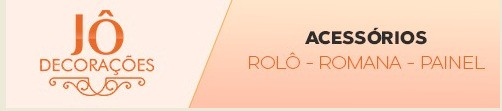 JÔ
DECORAÇÕES
ACESSÓRIOS
ROLÔ - ROMANA - PAINEL